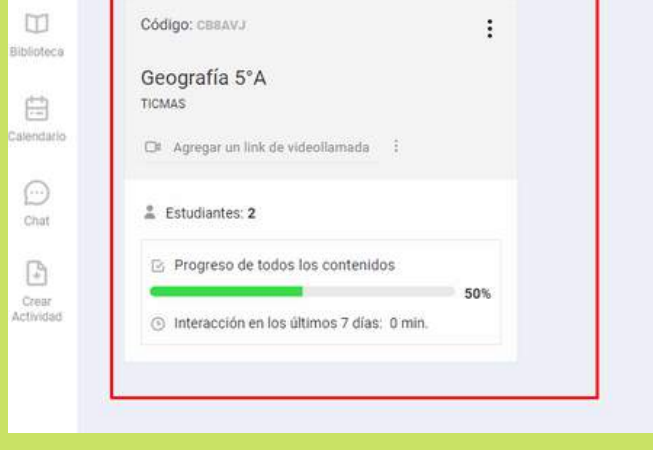 Biblioteca
Calendario
Chat
Crear
Actividad
Código: CB8AVJ
Geografía 5°A
TICMAS
Agregar un link de videollamada
Estudiantes: 2
Progreso de todos los contenidos
50%
Interacción en los últimos 7 días: 0 min.